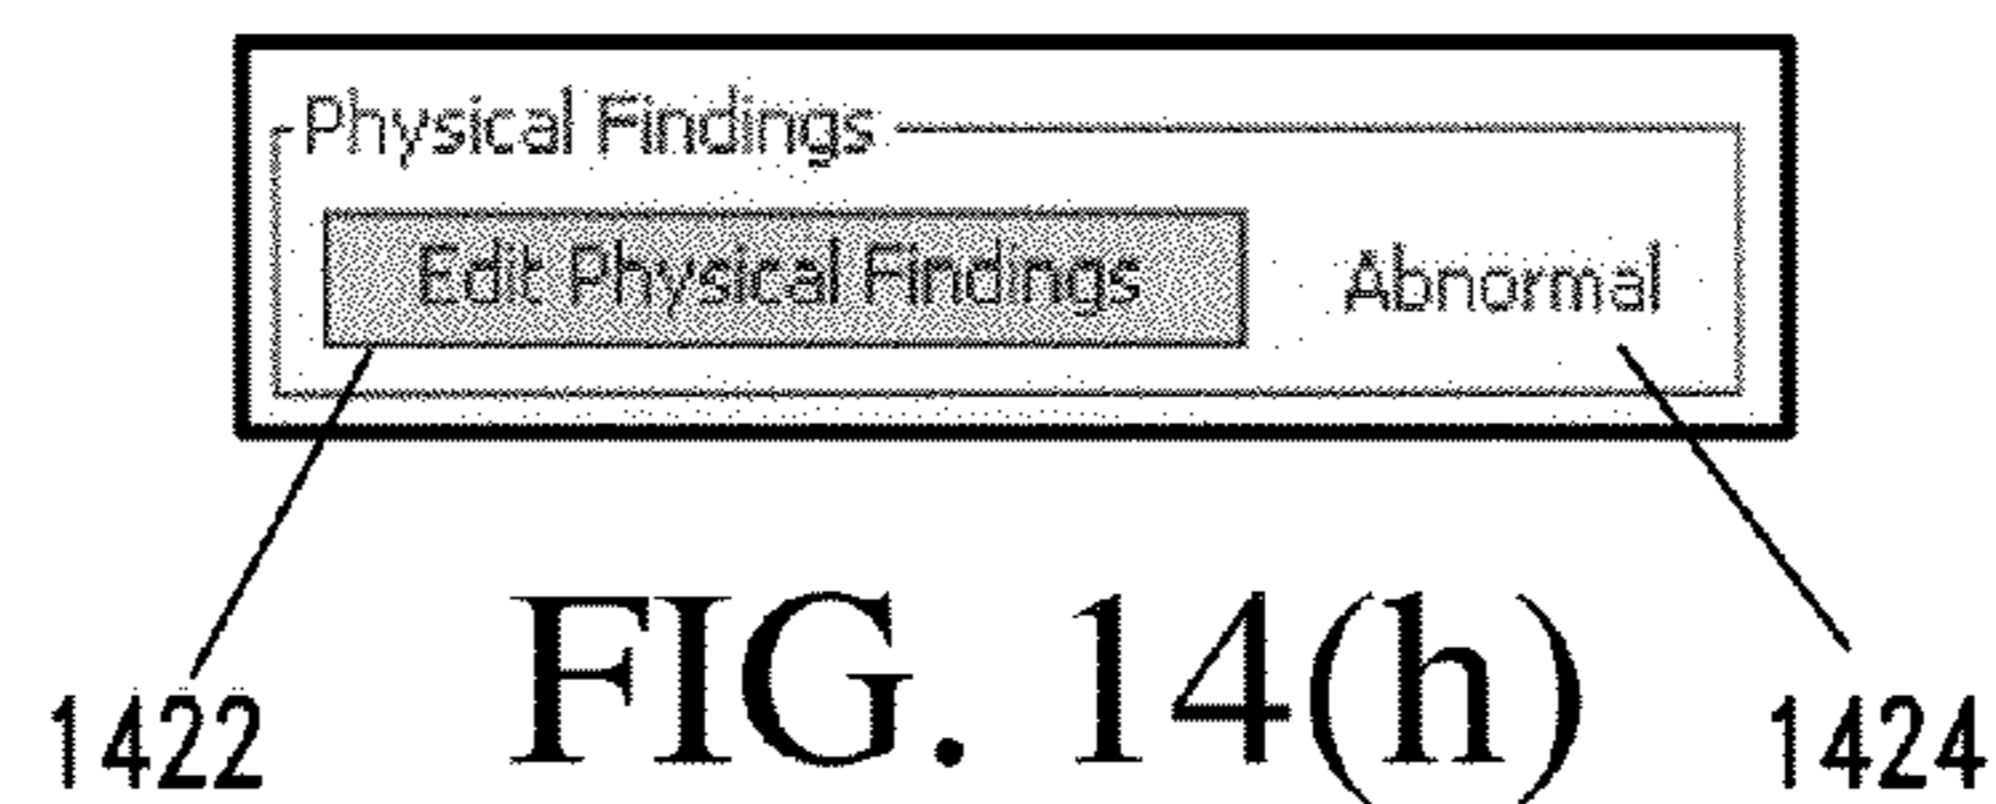 Physical Findings
Edit Physical Findings Abnormal
1422 FIG. 14(h) 1424